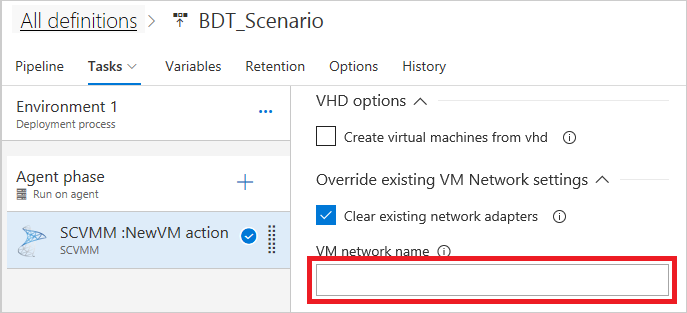 All definitions > BDT_Scenario
Pipeline Tasks Variables Retention Options History
Environment 1
Deployment process
Agent phase
Run on agent
SCVMM :NewVM action
SCVMM
VHD options
Create virtual machines from vhd
Override existing VM Network settings
Clear existing network adapters
VM network name